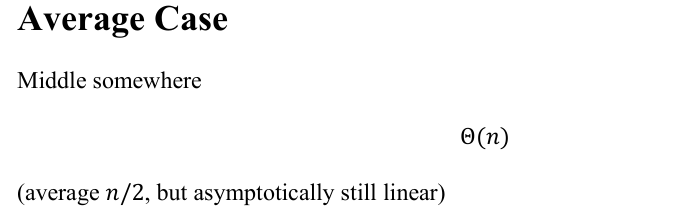 Average Case
Middle somewhere
Θ(n)
(average n/2, but asymptotically still linear)